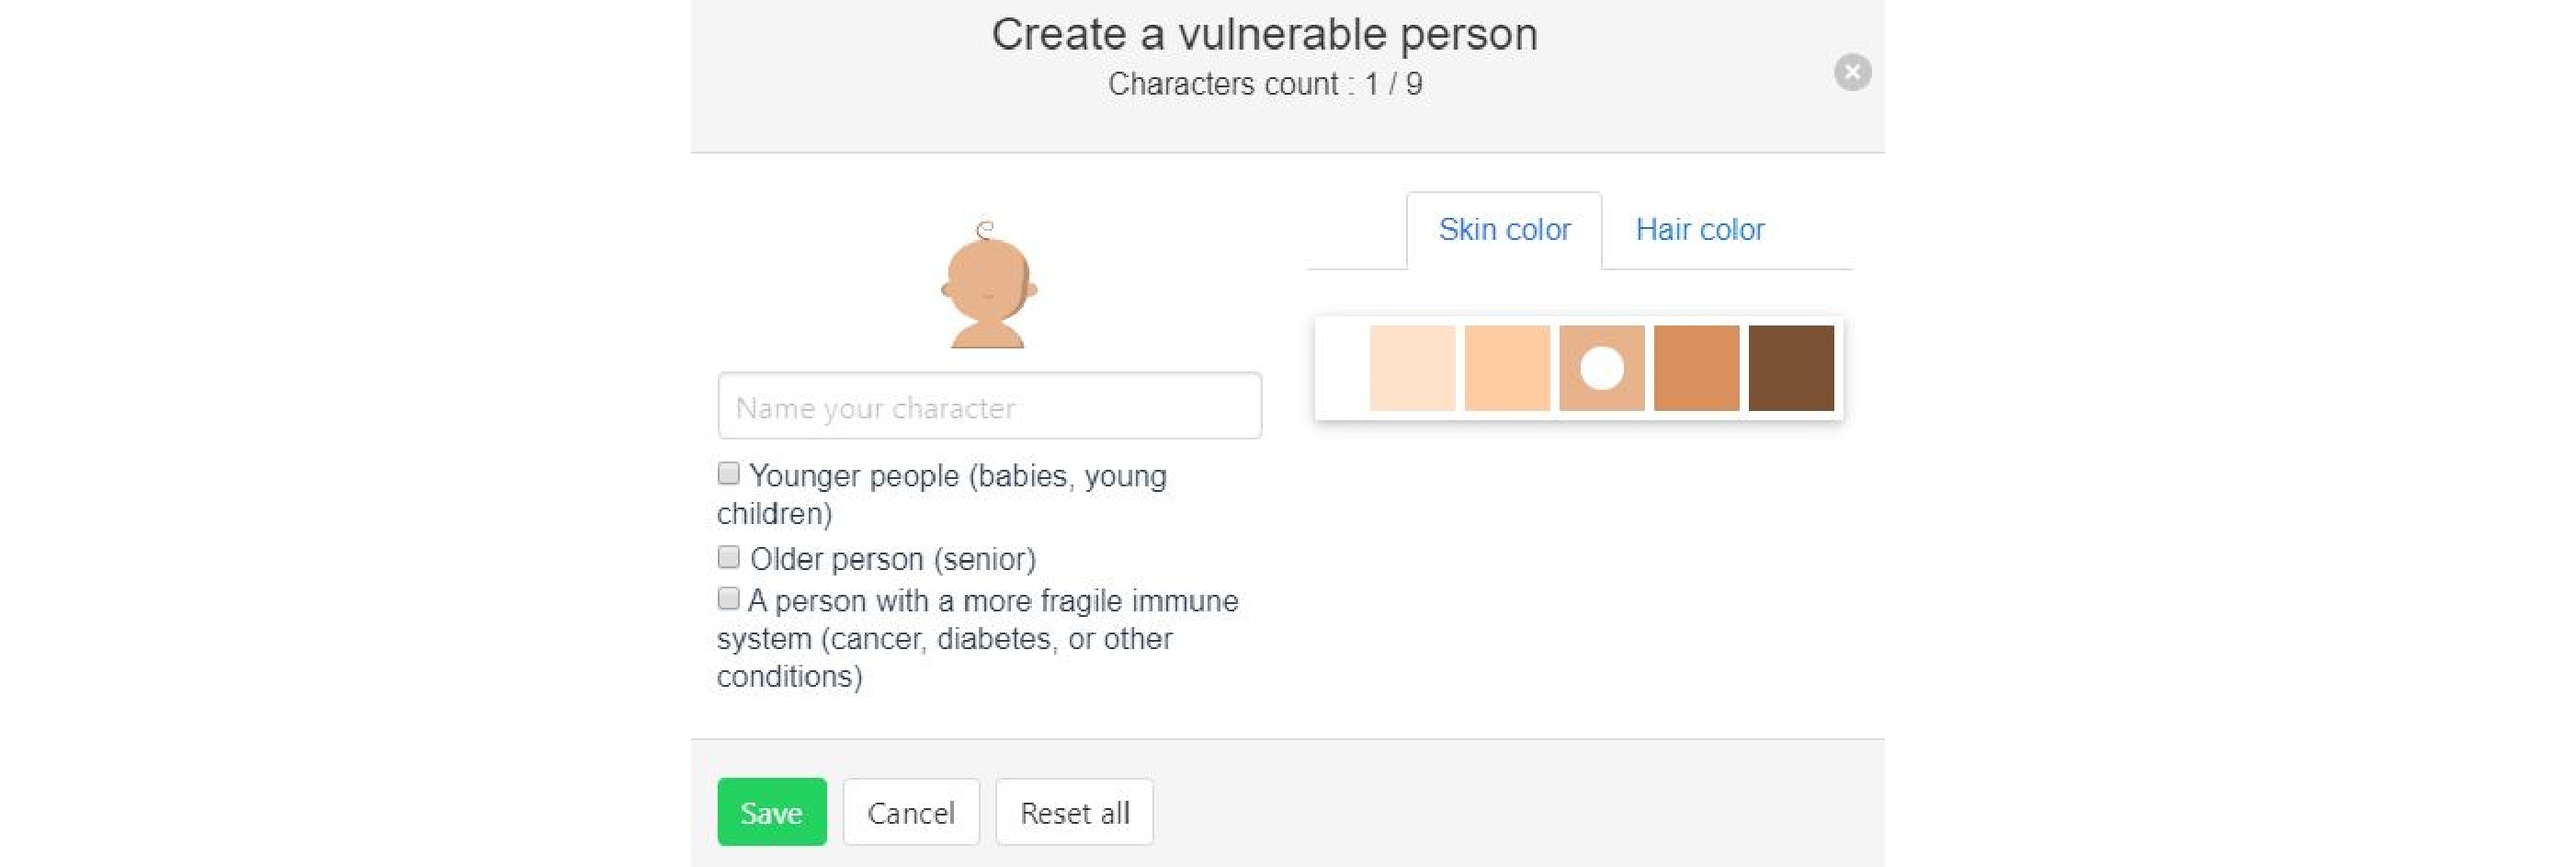 Create a vulnerable person
Characters count : 1 / 9
Skin color
Hair color
Name your character
Younger people (babies, young
children)
Older person (senior)
A person with a more fragile immune
system (cancer, diabetes, or other
conditions)
Save
Cancel
Reset all